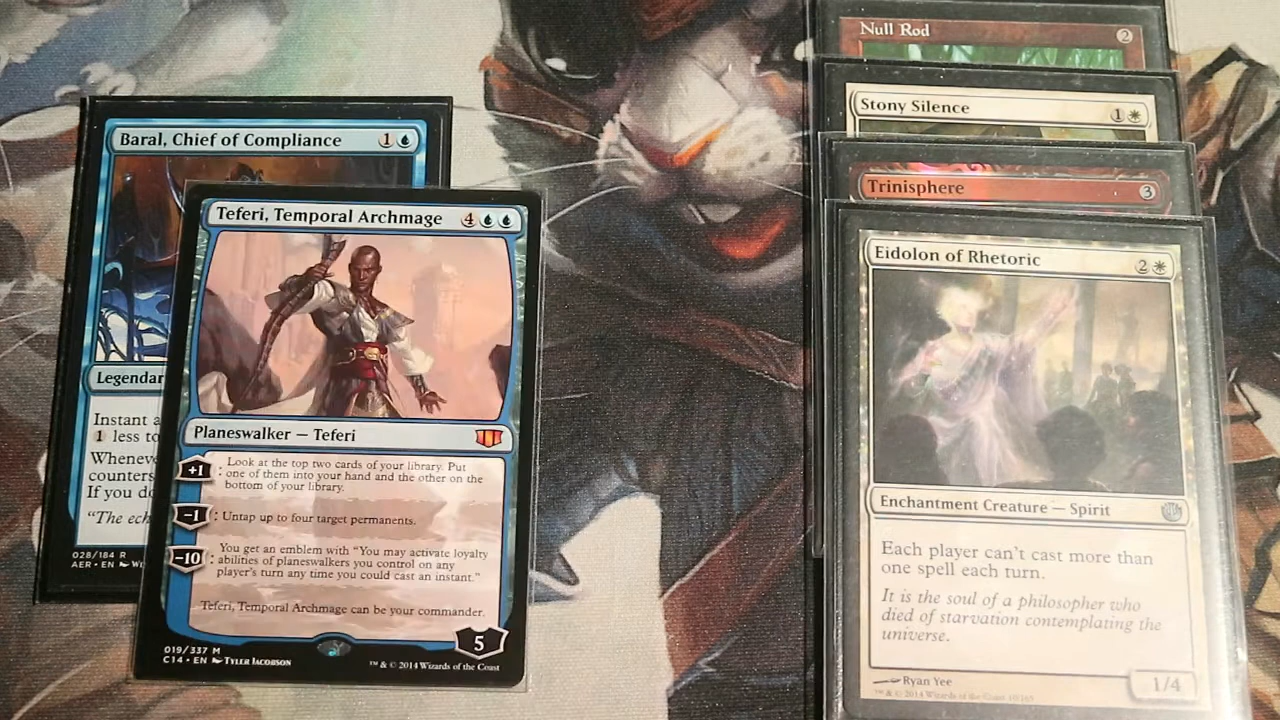 Baral, Chief of Compliance 1
Legendar
Instant a
1 less to
Wheneve
counters
If you do
"The ech
028/184 R
AER • EN
Teferi, Temporal Archmage 4
Planeswalker — Teferi
+1 : Look at the top two cards of your library. Put
one of them into your hand and the other on the
bottom of your library.
−1 : Untap up to four target permanents.
−10 : You get an emblem with "You may activate loyalty
abilities of planeswalkers you control on any
player's turn any time you could cast an instant."
Teferi, Temporal Archmage can be your commander.
5
019/337 M
C14 • EN Tyler Jacobson
™ & © 2014 Wizards of the Coast
Null Rod 2
Stony Silence 1
Trinisphere 3
Eidolon of Rhetoric 2
Enchantment Creature — Spirit
Each player can't cast more than
one spell each turn.
It is the soul of a philosopher who
died of starvation contemplating the
universe.
1/4
Ryan Yee
™ & © 2014 Wizards of the Coast